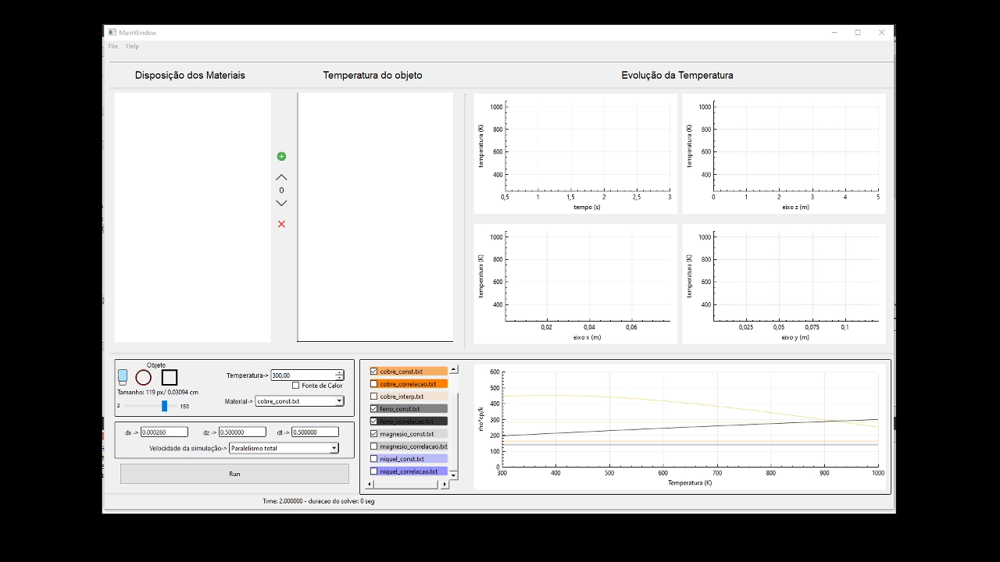 MainWindow
File Help
Disposição dos Materiais
Temperatura do objeto
Evolução da Temperatura
0
temperatura (K)
1000
800
600
400
0,5 1 1,5 2 2,5 3
tempo (s)
temperatura (K)
1000
800
600
400
0 1 2 3 4 5
eixo z (m)
temperatura (K)
1000
800
600
400
0,02 0,04 0,06
eixo x (m)
temperatura (K)
1000
800
600
400
0,025 0,05 0,075 0,1
eixo y (m)
Objeto
Tamanho: 119 px/ 0.03094 cm
2 150
Temperatura-> 300,00
Fonte de Calor
Material-> cobre_const.txt
dx -> 0.000260 dz -> 0.500000 dt -> 0.500000
Velocidade da simulação-> Paralelismo total
Run
cobre_const.txt
cobre_correlacao.txt
cobre_interp.txt
ferro_const.txt
ferro_correlacao.txt
magnesio_const.txt
magnesio_correlacao.txt
niquel_const.txt
niquel_correlacao.txt
rho*cp/k
600
500
400
300
200
100
0
300 400 500 600 700 800 900 1000
Temperatura (K)
Time: 2.000000 - duracao do solver: 0 seg